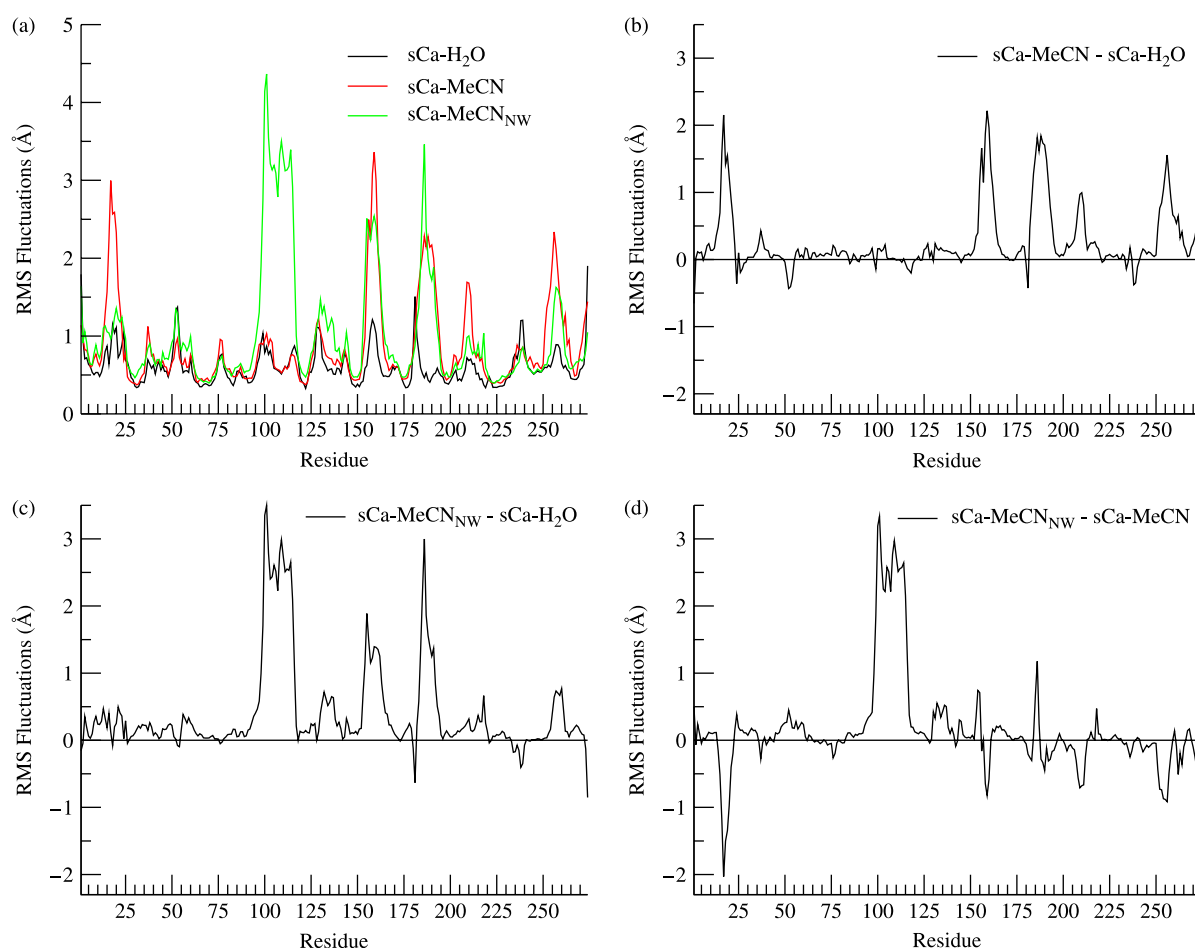 (a)
sCa-H₂O
sCa-MeCN
sCa-MeCN_NW
RMS Fluctuations (Å)
5
4
3
2
1
0
25 50 75 100 125 150 175 200 225 250
Residue
(b)
sCa-MeCN - sCa-H₂O
RMS Fluctuations (Å)
3
2
1
0
−1
−2
25 50 75 100 125 150 175 200 225 250
Residue
(c)
sCa-MeCN_NW - sCa-H₂O
RMS Fluctuations (Å)
3
2
1
0
−1
−2
25 50 75 100 125 150 175 200 225 250
Residue
(d)
sCa-MeCN_NW - sCa-MeCN
RMS Fluctuations (Å)
3
2
1
0
−1
−2
25 50 75 100 125 150 175 200 225 250
Residue